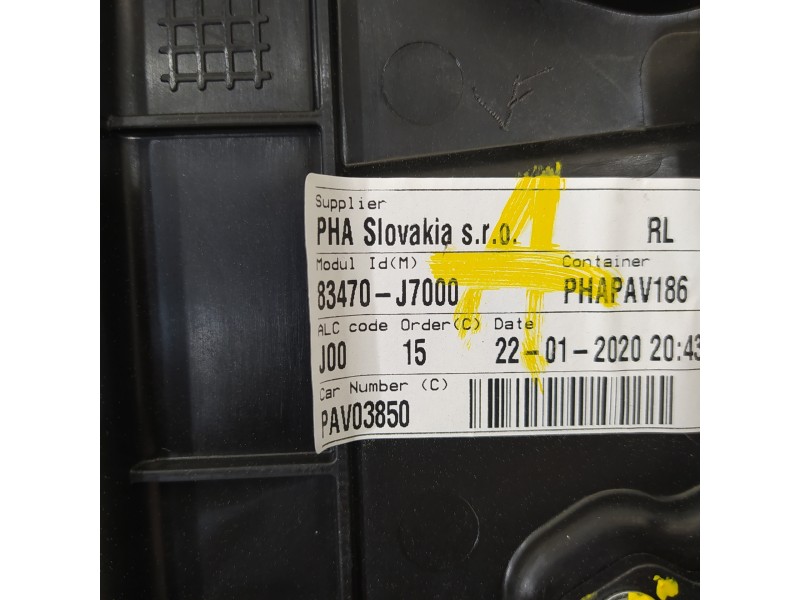 Supplier
PHA Slovakia s.r.o. RL
Modul Id(M) Container
83470-J7000 PHAPAV186
ALC code Order(C) Date
J00 15 22-01-2020 20:43
Car Number (C)
PAV03850
4